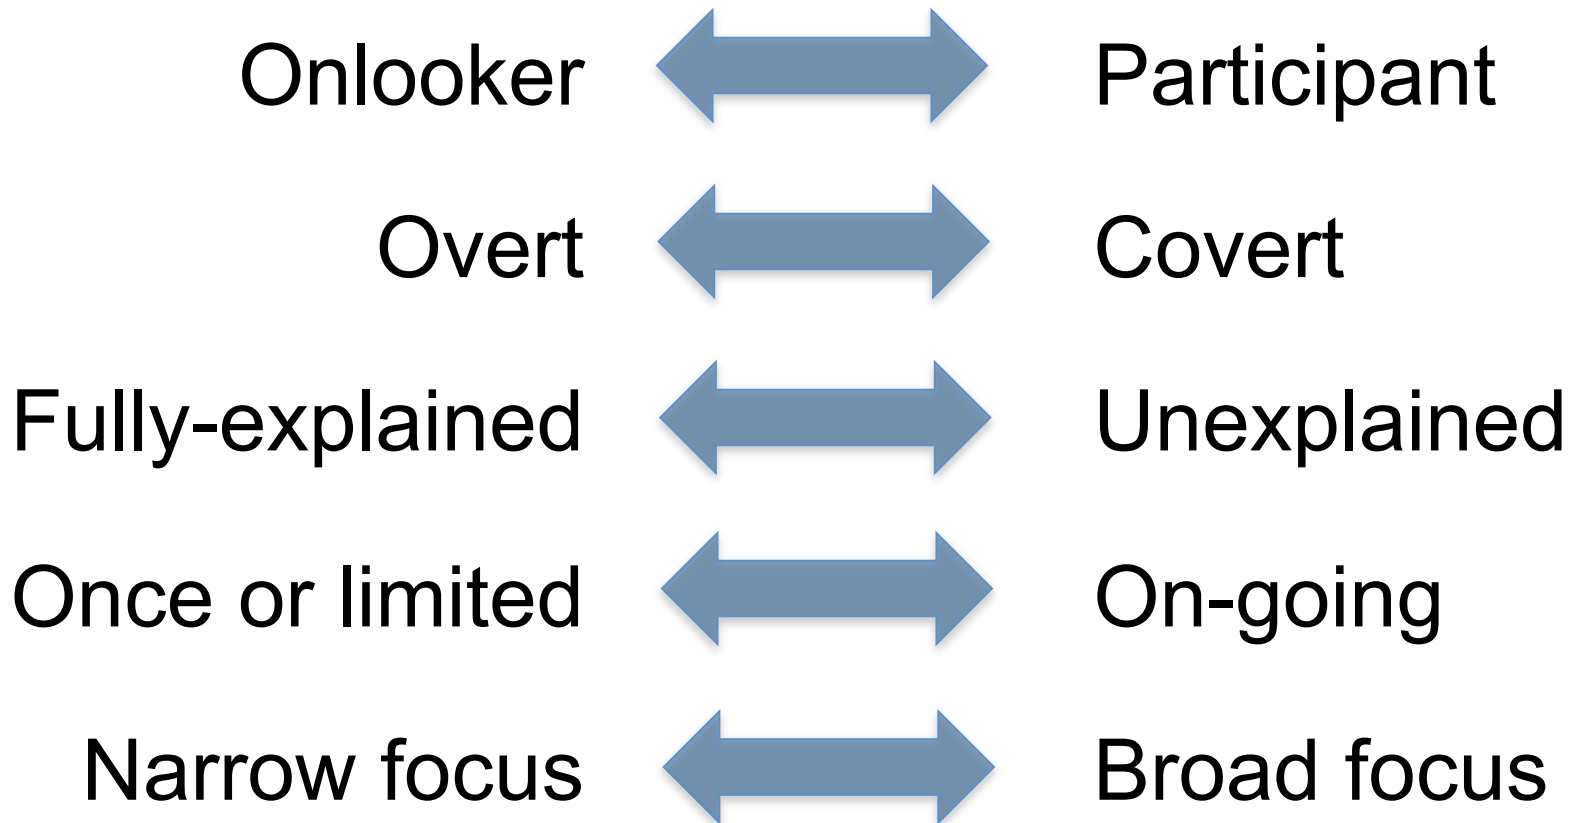 Onlooker Participant
Overt Covert
Fully-explained Unexplained
Once or limited On-going
Narrow focus Broad focus